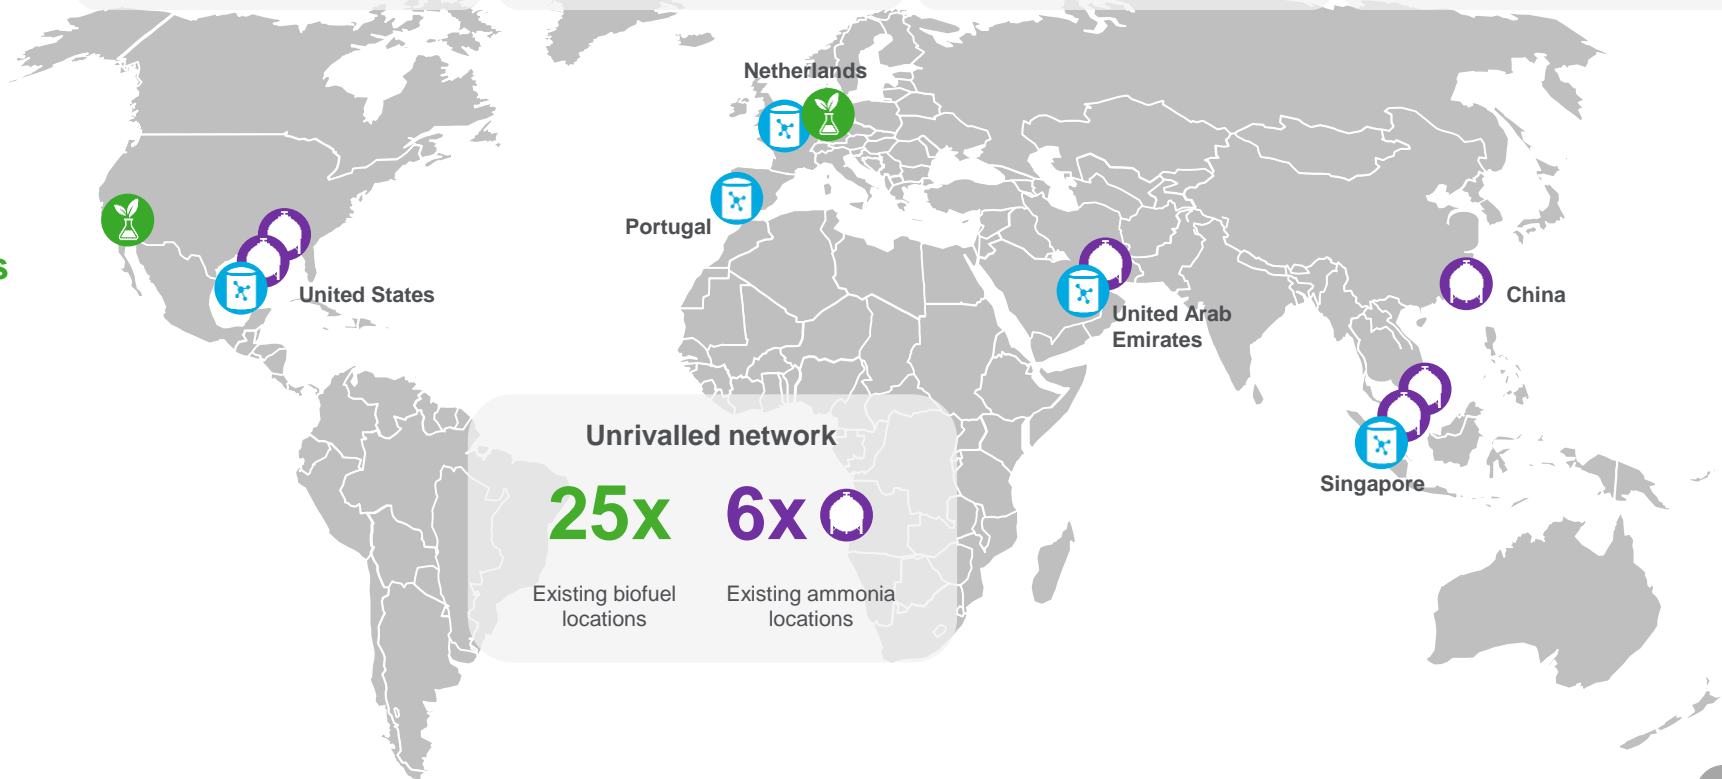 Netherlands
Portugal
s
United States
United Arab
Emirates
China
Singapore
Unrivalled network
25x 6x
Existing biofuel
locations
Existing ammonia
locations